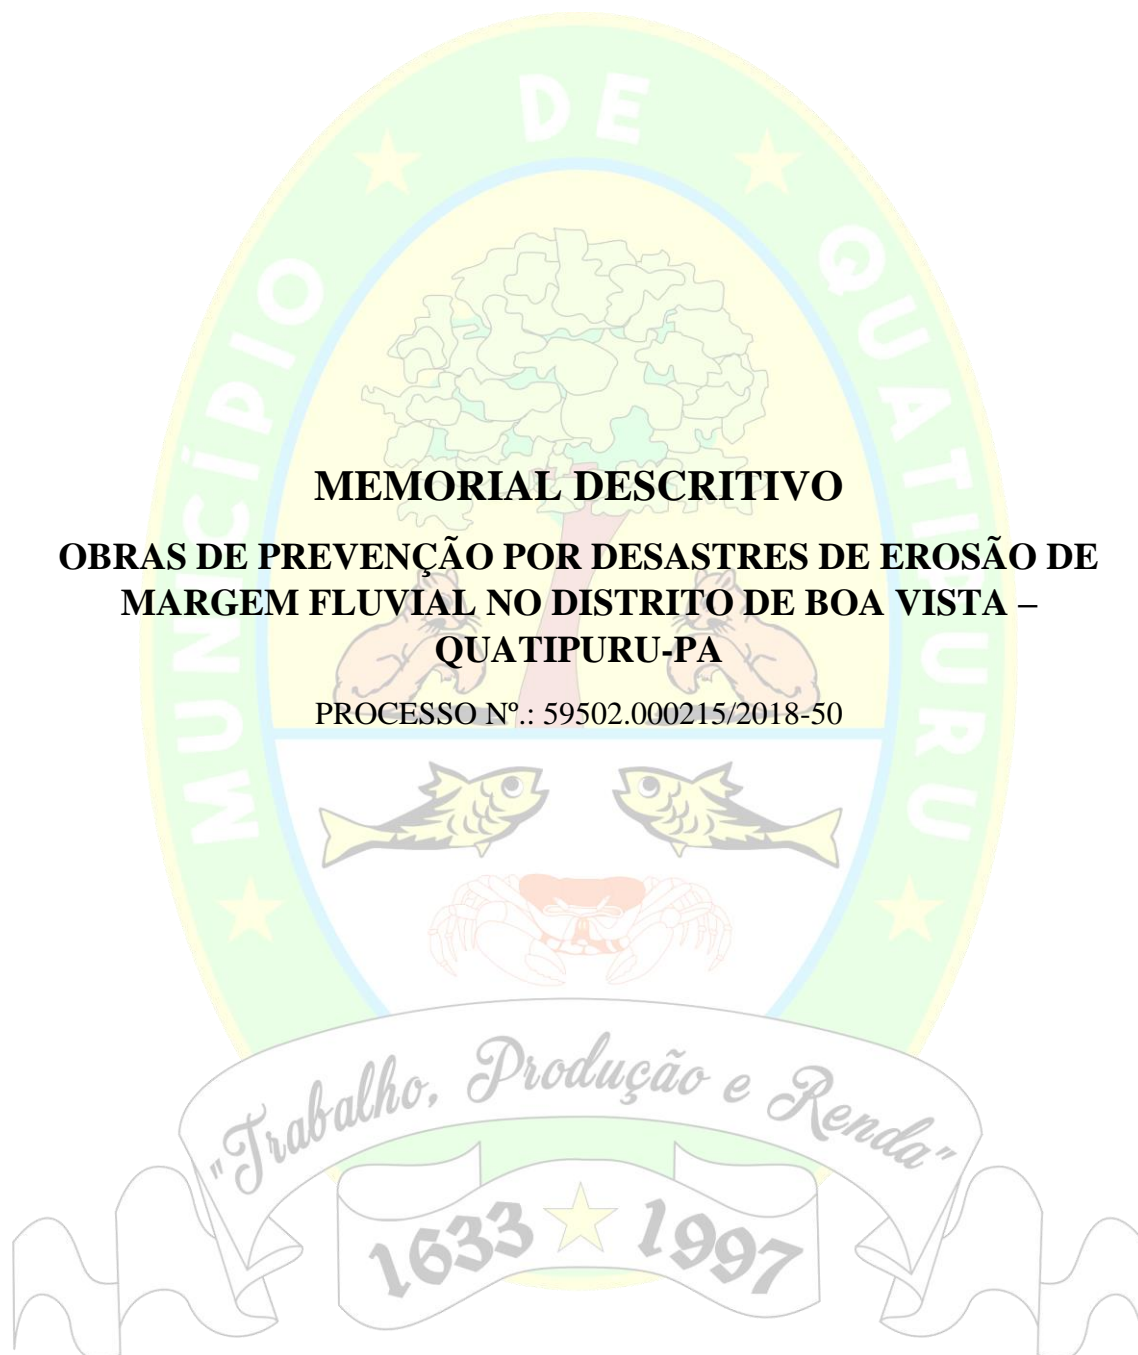 MUNICÍPIO DE QUATIPURU
MEMORIAL DESCRITIVO
OBRAS DE PREVENÇÃO POR DESASTRES DE EROSÃO DE
MARGEM FLUVIAL NO DISTRITO DE BOA VISTA –
QUATIPURU-PA
PROCESSO Nº.: 59502.000215/2018-50
"Trabalho, Produção e Renda"
1633 1997